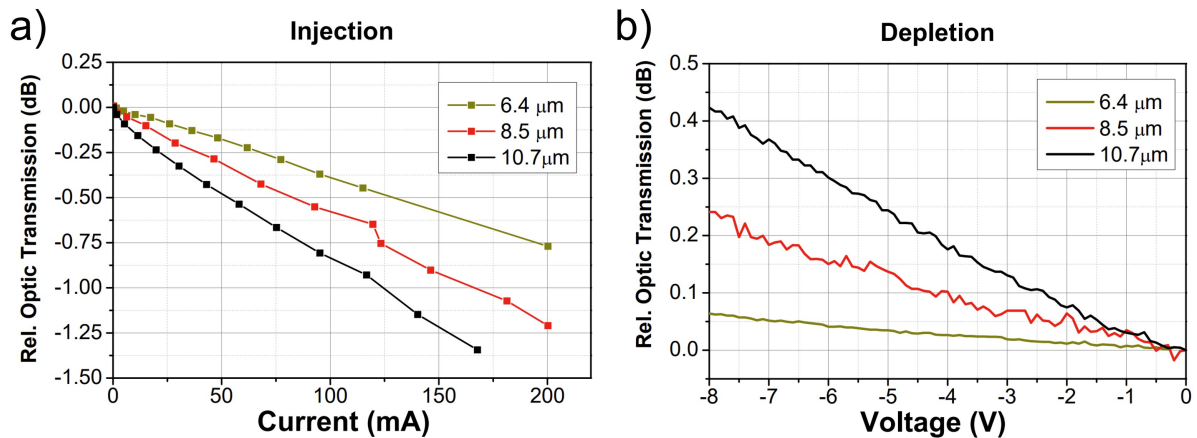 a)
Injection
Rel. Optic Transmission (dB)
0.25
0.00
-0.25
-0.50
-0.75
-1.00
-1.25
-1.50
6.4 μm
8.5 μm
10.7μm
0 50 100 150 200
Current (mA)
b)
Depletion
Rel. Optic Transmission (dB)
0.5
0.4
0.3
0.2
0.1
0.0
6.4 μm
8.5 μm
10.7μm
-8 -7 -6 -5 -4 -3 -2 -1 0
Voltage (V)